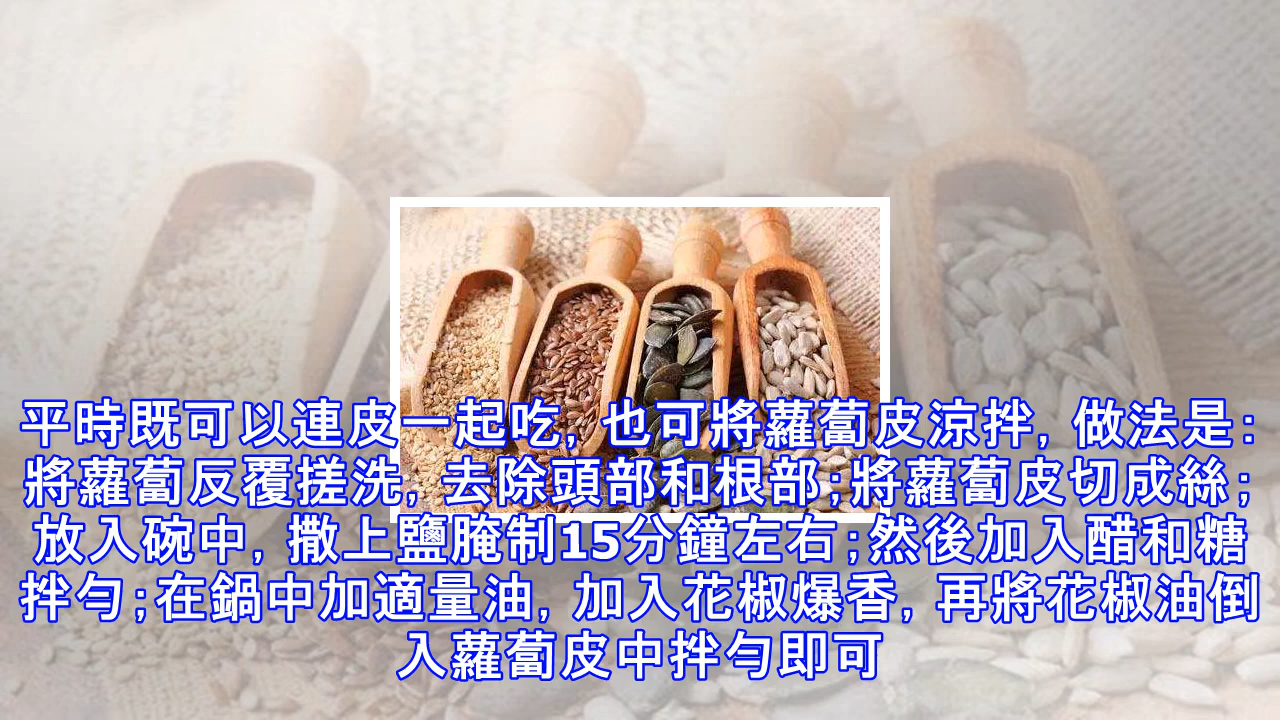 平時既可以連皮一起吃, 也可將蘿蔔皮涼拌, 做法是:
將蘿蔔反覆搓洗, 去除頭部和根部;將蘿蔔皮切成絲;
放入碗中, 撒上鹽腌制15分鐘左右;然後加入醋和糖
拌勻;在鍋中加適量油, 加入花椒爆香, 再將花椒油倒
入蘿蔔皮中拌勻即可